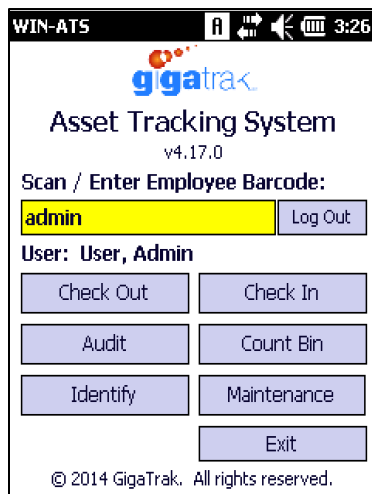 WIN-ATS A 3:26
gigatrak
Asset Tracking System
v4.17.0
Scan / Enter Employee Barcode:
admin Log Out
User: User, Admin
Check Out Check In
Audit Count Bin
Identify Maintenance
Exit
© 2014 GigaTrak. All rights reserved.